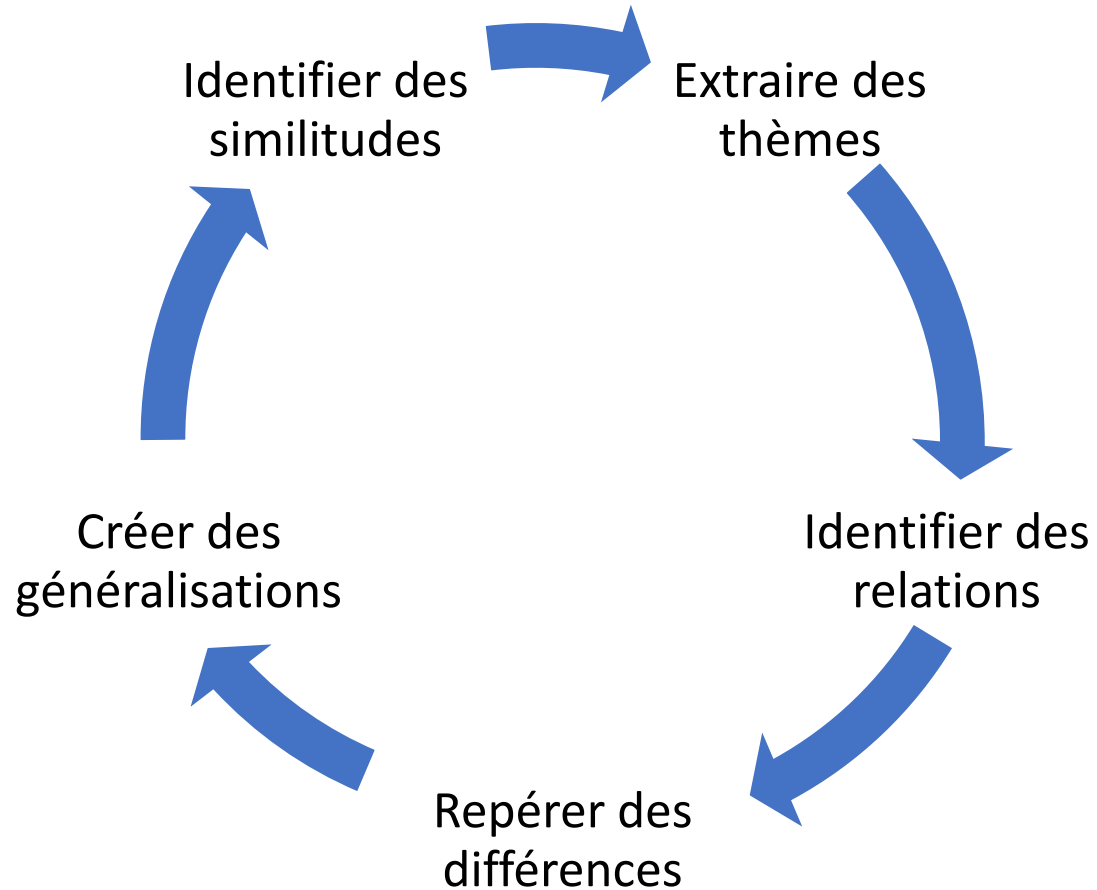 Identifier des
similitudes
Extraire des
thèmes
Identifier des
relations
Repérer des
différences
Créer des
généralisations